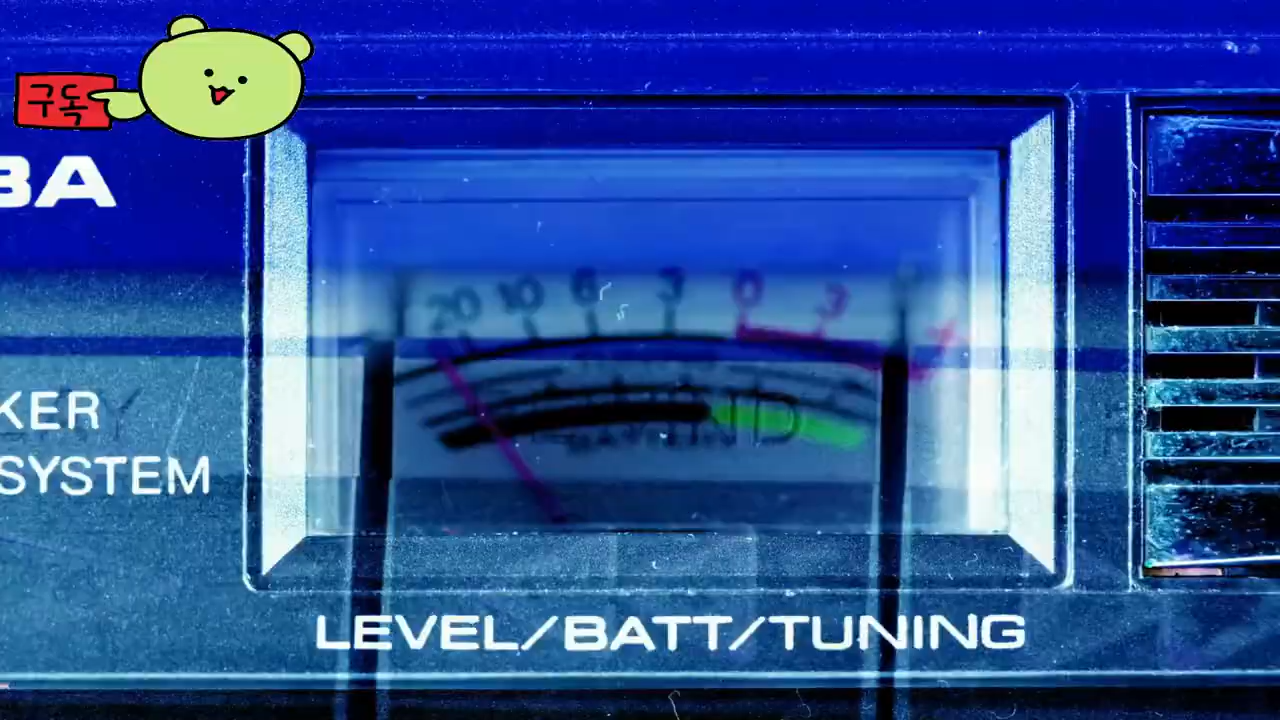 구독
BA
20 10 6 3 0 3 +
KER
SYSTEM
LEVEL/BATT/TUNING